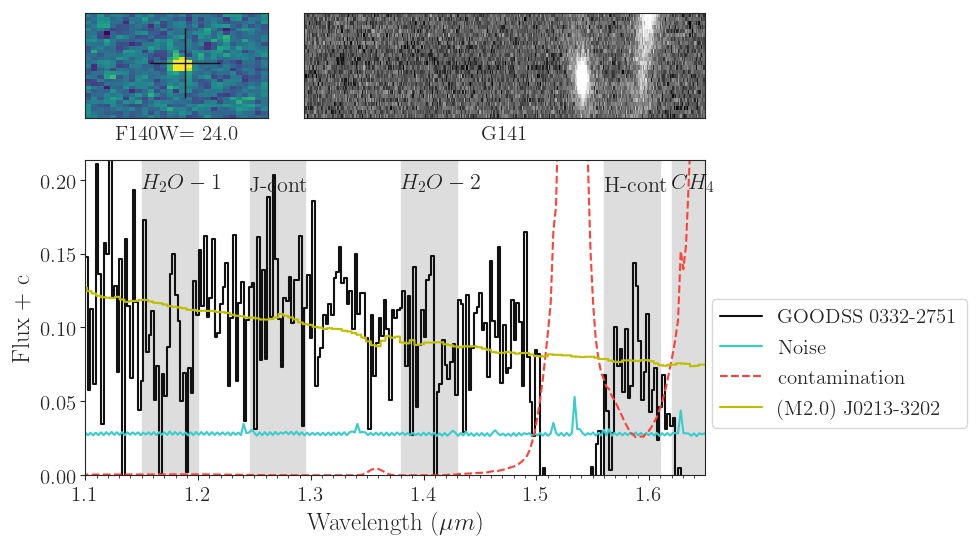 F140W= 24.0
G141
H₂O − 1
J-cont
H₂O − 2
H-cont
CH₄
0.20
0.15
0.10
0.05
0.00
Flux + c
1.1
1.2
1.3
1.4
1.5
1.6
Wavelength (μm)
GOODSS 0332-2751
Noise
contamination
(M2.0) J0213-3202